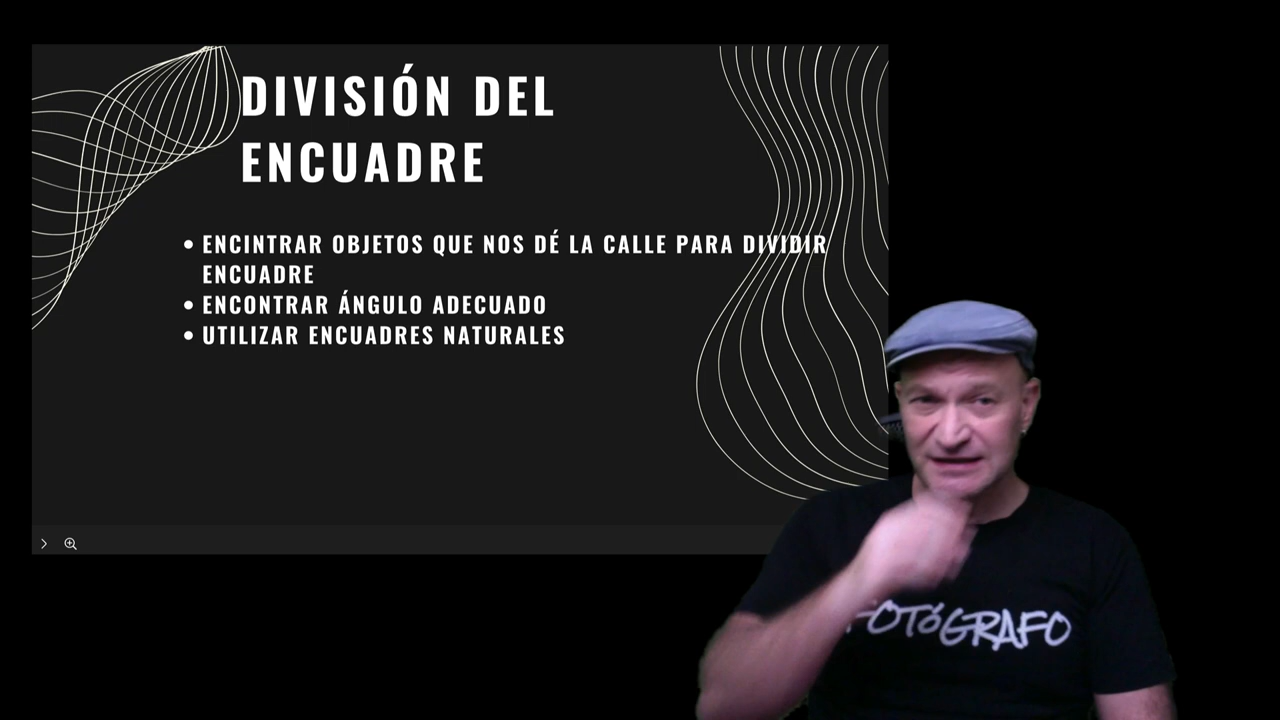 DIVISIÓN DEL
ENCUADRE
• ENCINTRAR OBJETOS QUE NOS DÉ LA CALLE PARA DIVIDIR
ENCUADRE
• ENCONTRAR ÁNGULO ADECUADO
• UTILIZAR ENCUADRES NATURALES
FOTÓGRAFO